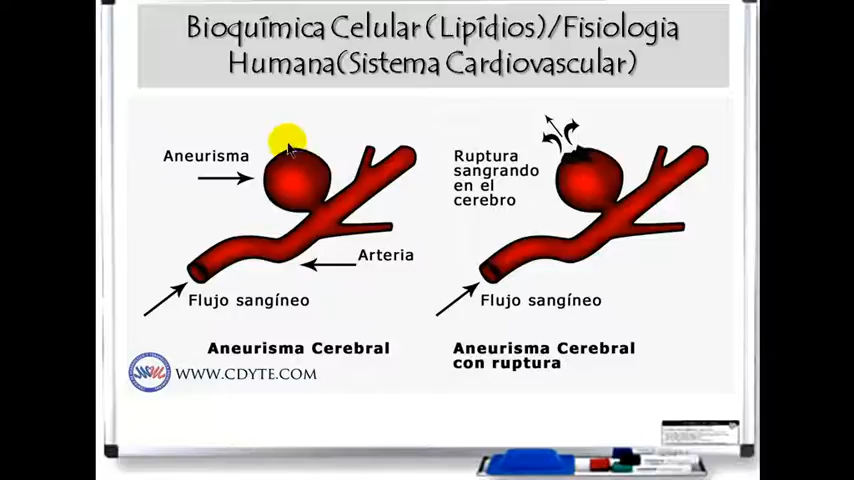 Bioquímica Celular (Lipídios)/Fisiologia
Humana(Sistema Cardiovascular)
Aneurisma
Arteria
Flujo sangíneo
Aneurisma Cerebral
WWW.CDYTE.COM
Ruptura
sangrando
en el
cerebro
Flujo sangíneo
Aneurisma Cerebral
con ruptura